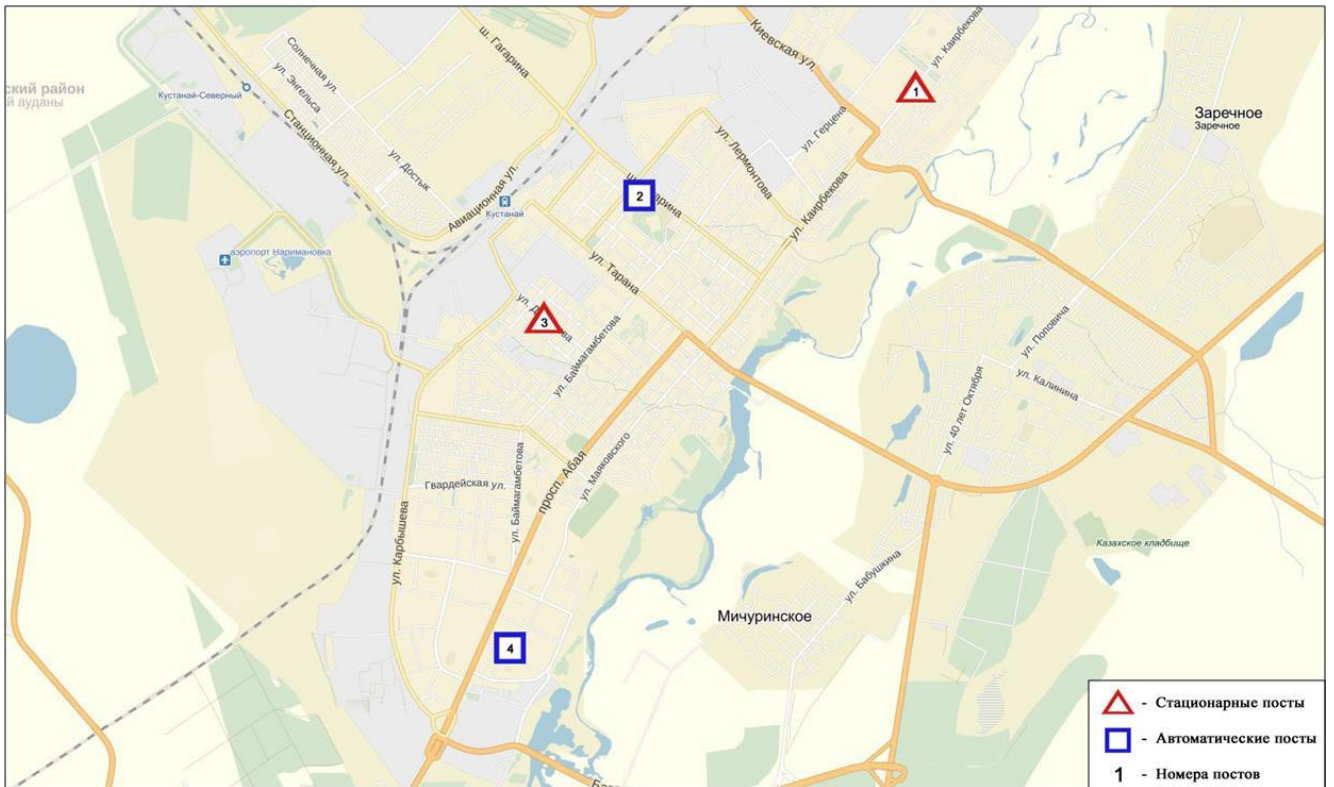 ский район
й ауданы
Кустанай-Северный
Солнечная ул.
ул. Энгельса
Станционная ул.
ул. Достык
Авиационная ул.
ш. Гагарина
Киевская ул.
ул. Каирбекова
1
ул. Герцена
ул. Лермонтова
Заречное
Заречное
2
Кустанай
ул. Каирбекова
аэропорт Наримановка
ул. Тарана
3
ул. Баймагамбетова
ул. Поповича
ул. Калинина
ул. 40 лет Октября
Гвардейская ул.
ул. Баймагамбетова
просп. Абая
ул. Маяковского
ул. Карбышева
Казахское кладбище
ул. Бабушкина
Мичуринское
4
- Стационарные посты
- Автоматические посты
1 - Номера постов